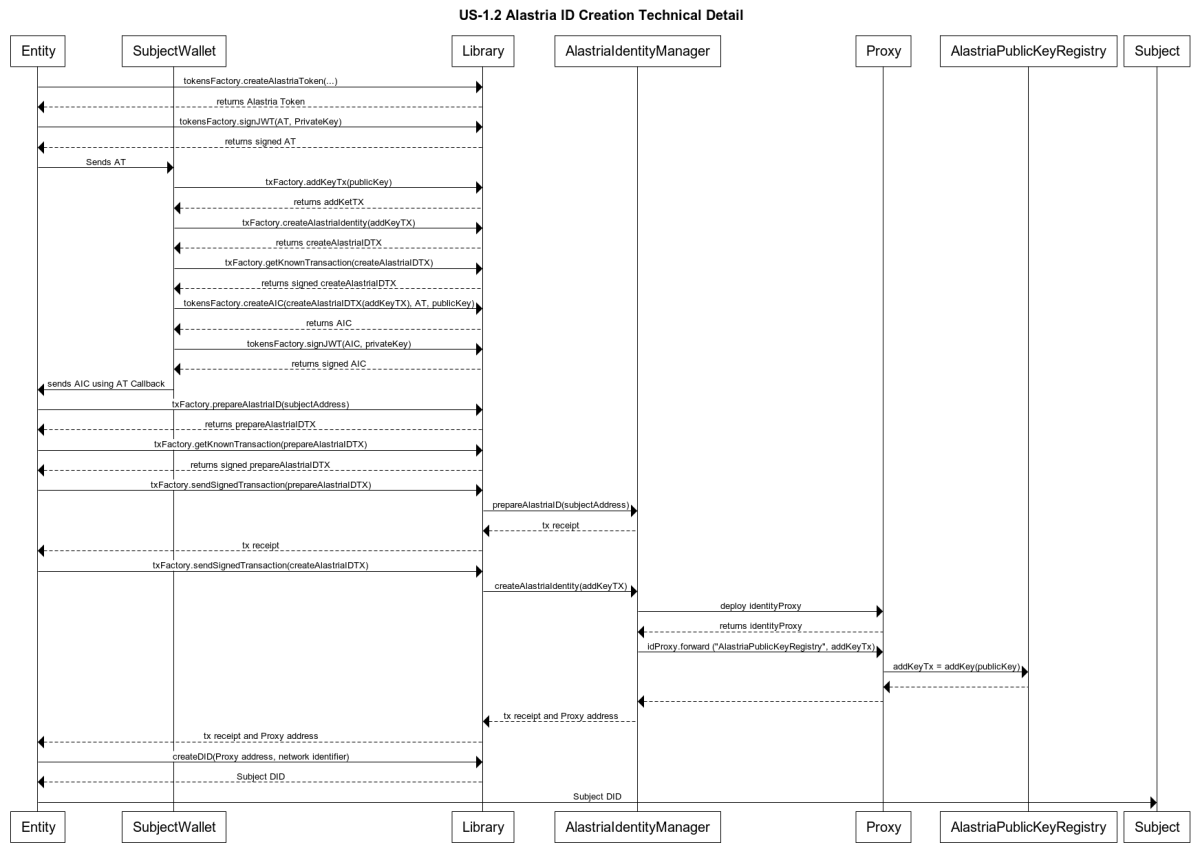 US-1.2 Alastria ID Creation Technical Detail
Entity
SubjectWallet
Library
AlastriaIdentityManager
Proxy
AlastriaPublicKeyRegistry
Subject
tokensFactory.createAlastriaToken(...)
returns Alastria Token
tokensFactory.signJWT(AT, PrivateKey)
returns signed AT
Sends AT
txFactory.addKeyTx(publicKey)
returns addKetTX
txFactory.createAlastriaIdentity(addKeyTX)
returns createAlastriaIDTX
txFactory.getKnownTransaction(createAlastriaIDTX)
returns signed createAlastriaIDTX
tokensFactory.createAIC(createAlastriaIDTX(addKeyTX), AT, publicKey)
returns AIC
tokensFactory.signJWT(AIC, privateKey)
returns signed AIC
sends AIC using AT Callback
txFactory.prepareAlastriaID(subjectAddress)
returns prepareAlastriaIDTX
txFactory.getKnownTransaction(prepareAlastriaIDTX)
returns signed prepareAlastriaIDTX
txFactory.sendSignedTransaction(prepareAlastriaIDTX)
prepareAlastriaID(subjectAddress)
tx receipt
tx receipt
txFactory.sendSignedTransaction(createAlastriaIDTX)
createAlastriaIdentity(addKeyTX)
deploy identityProxy
returns identityProxy
idProxy.forward ("AlastriaPublicKeyRegistry", addKeyTx)
addKeyTx = addKey(publicKey)
tx receipt and Proxy address
tx receipt and Proxy address
createDID(Proxy address, network identifier)
Subject DID
Subject DID
Entity
SubjectWallet
Library
AlastriaIdentityManager
Proxy
AlastriaPublicKeyRegistry
Subject